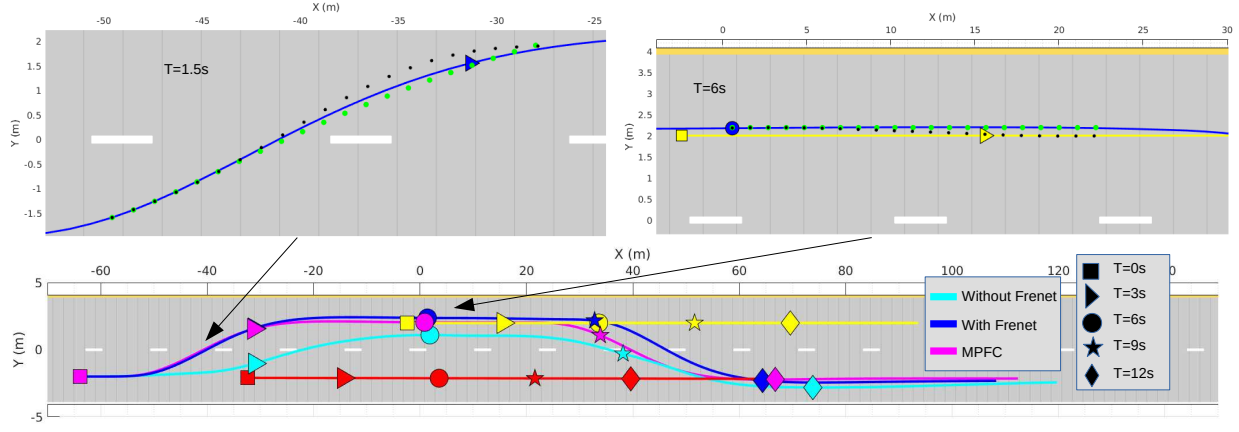 X (m)
-50 -45 -40 -35 -30 -25
2
1.5
1
0.5
0
-0.5
-1
-1.5
Y (m)
T=1.5s
X (m)
0 5 10 15 20 25 30
4
3.5
3
2.5
2
1.5
1
0.5
0
Y (m)
T=6s
X (m)
-60 -40 -20 0 20 40 60 80 100 120
5
0
-5
Y (m)
Without Frenet
With Frenet
MPFC
T=0s
T=3s
T=6s
T=9s
T=12s